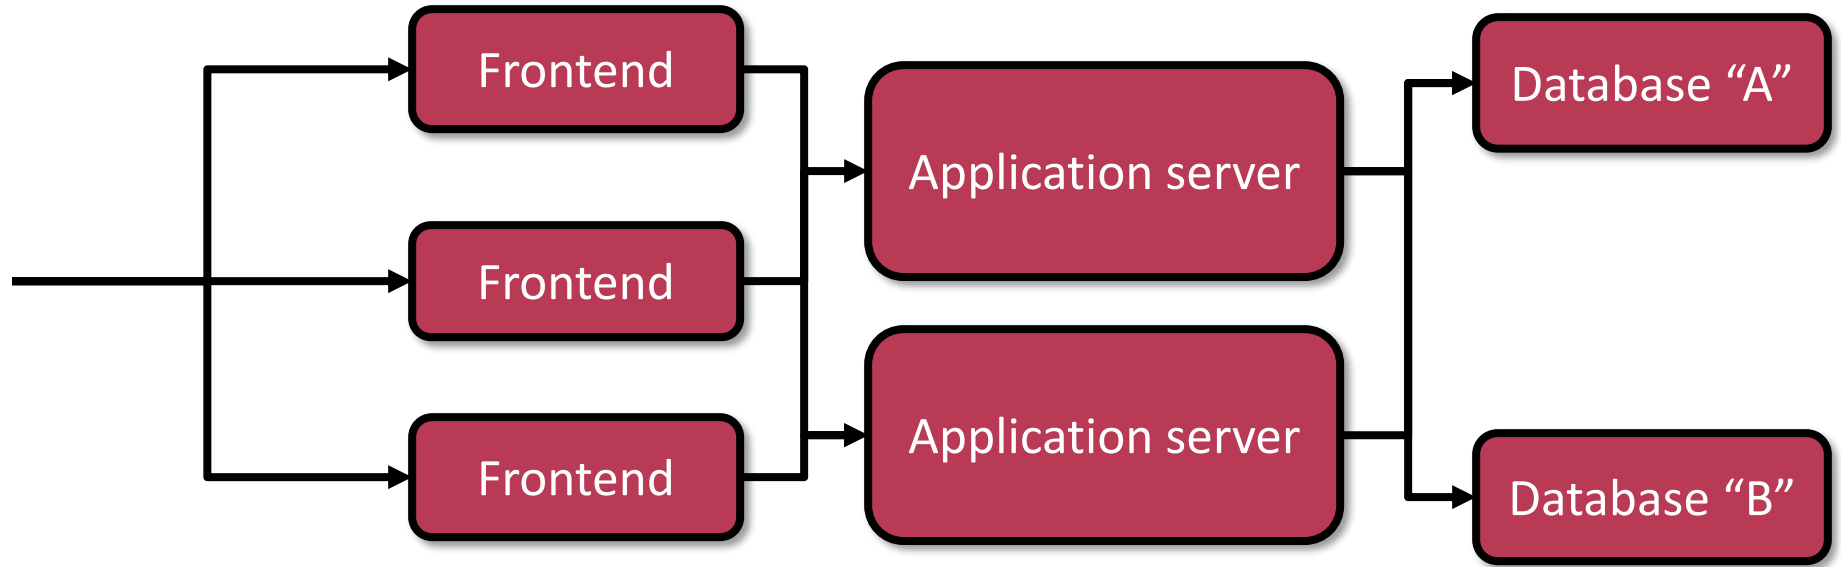 Frontend
Frontend
Frontend
Application server
Application server
Database “A”
Database “B”